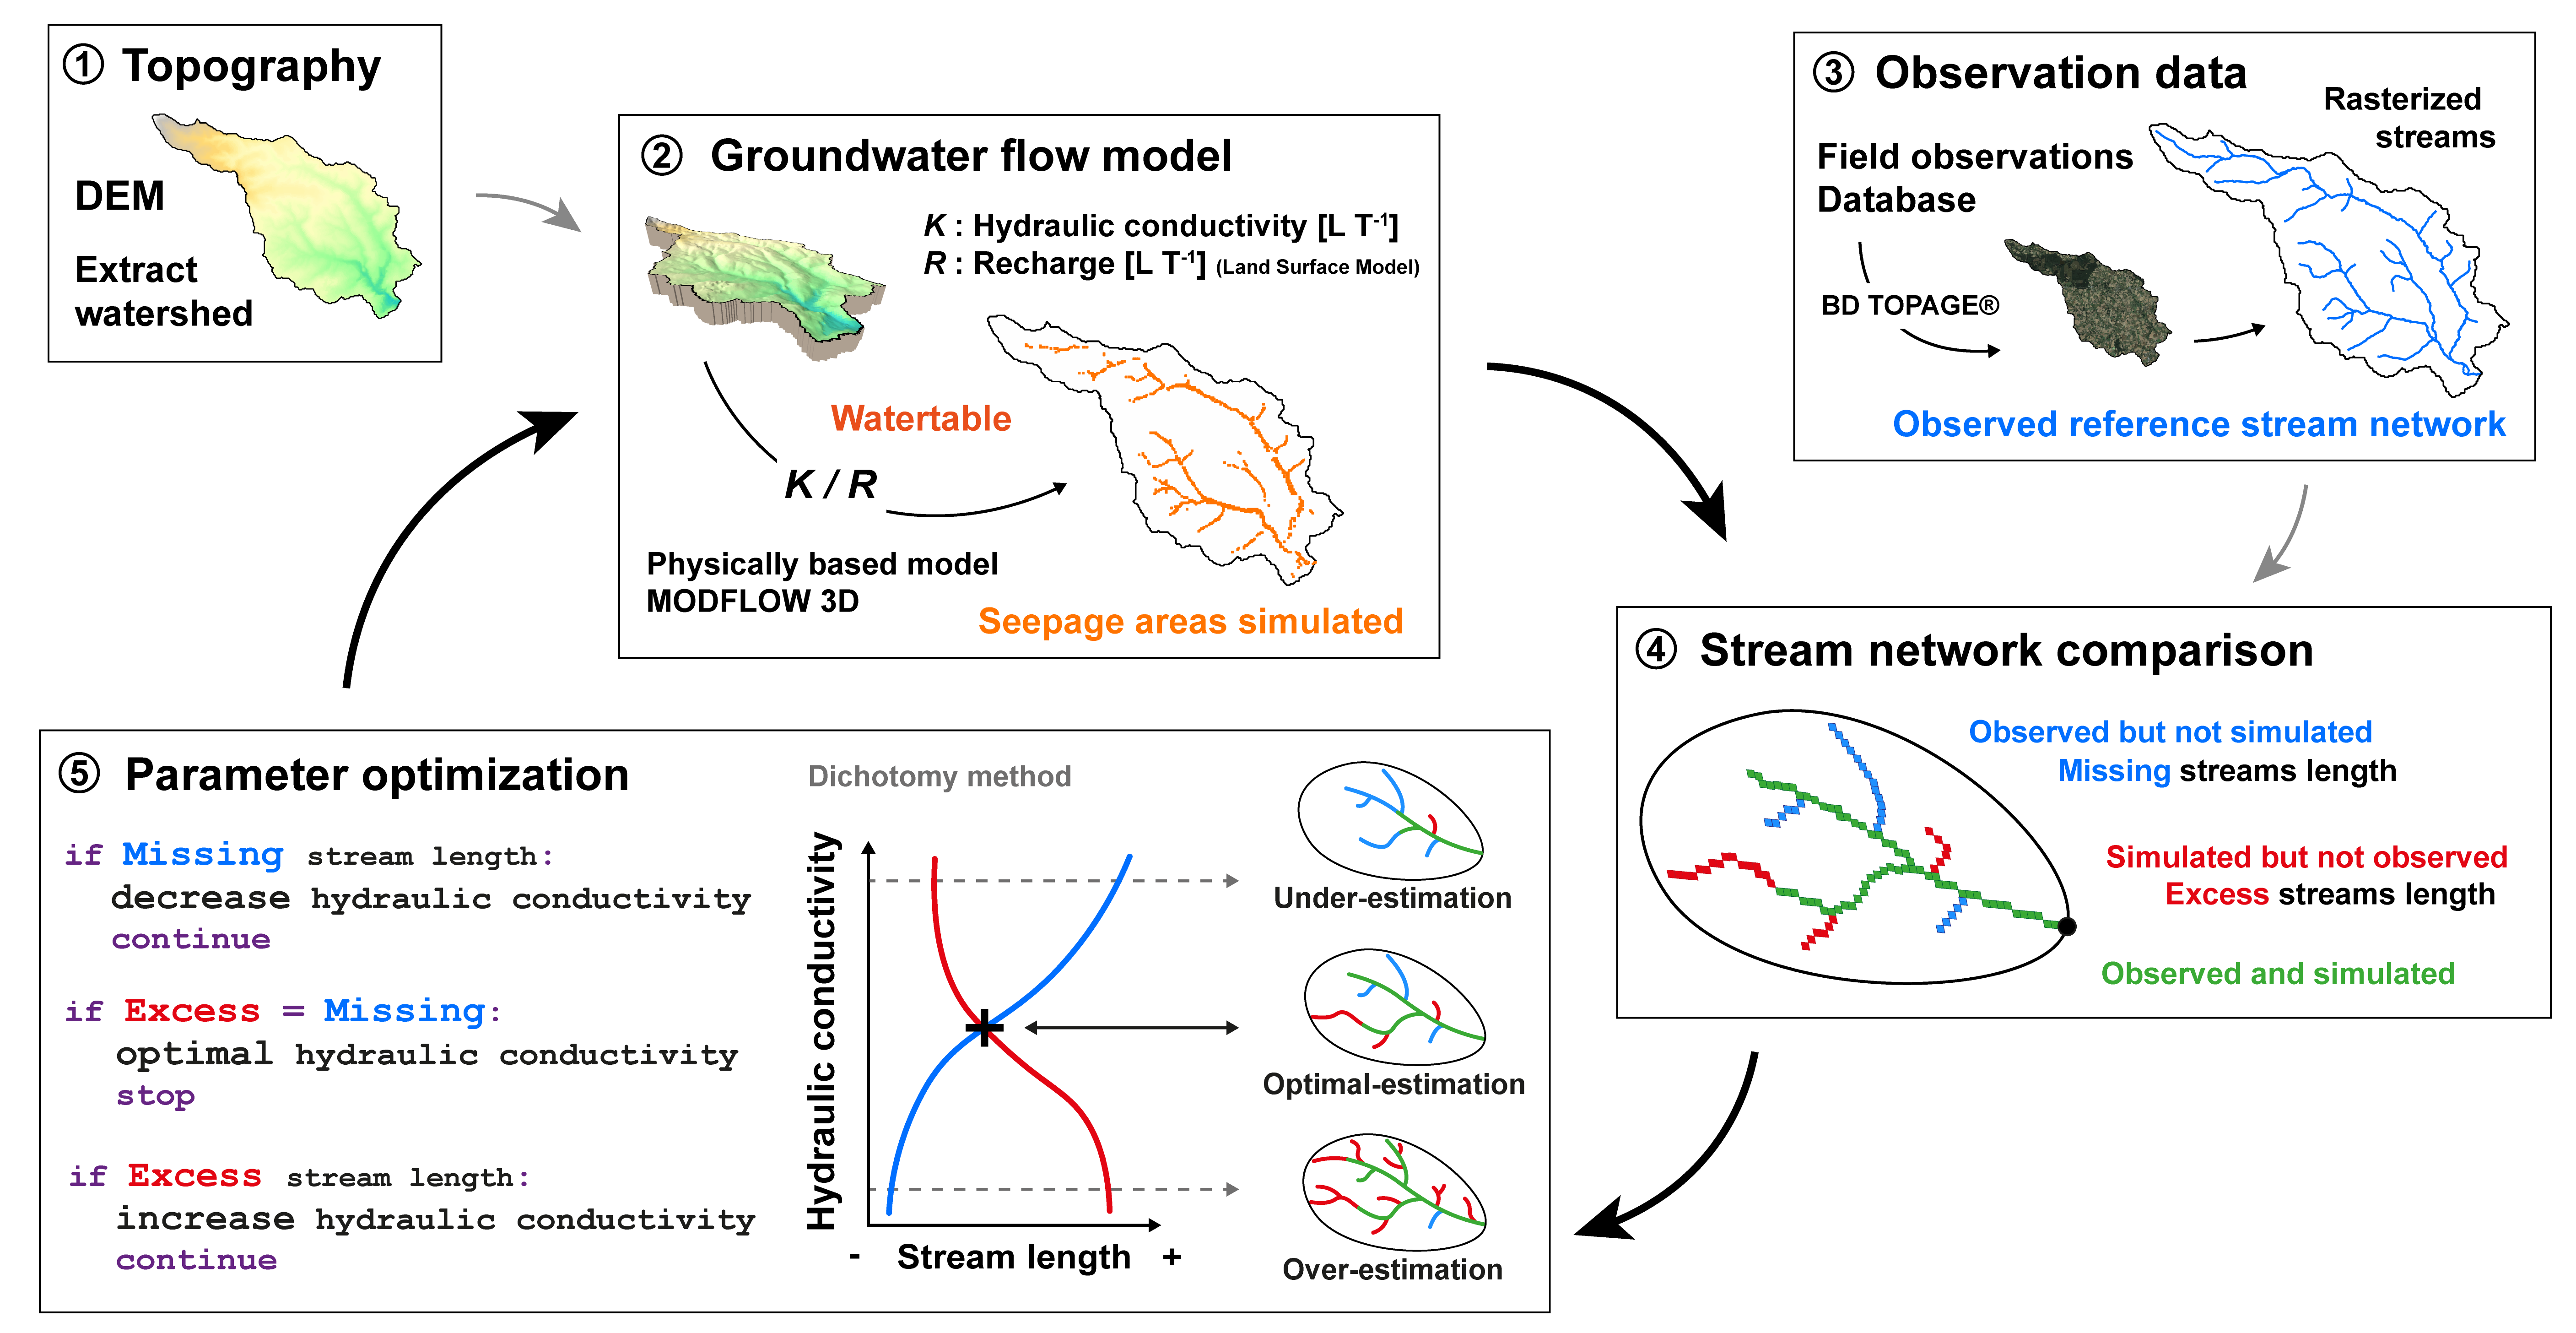 ① Topography
DEM
Extract
watershed
② Groundwater flow model
K : Hydraulic conductivity [L T-1]
R : Recharge [L T-1] (Land Surface Model)
Watertable
K / R
Physically based model
MODFLOW 3D
Seepage areas simulated
③ Observation data
Rasterized
streams
Field observations
Database
BD TOPAGE®
Observed reference stream network
④ Stream network comparison
Observed but not simulated
Missing streams length
Simulated but not observed
Excess streams length
Observed and simulated
⑤ Parameter optimization
if Missing stream length:
decrease hydraulic conductivity
continue
if Excess = Missing:
optimal hydraulic conductivity
stop
if Excess stream length:
increase hydraulic conductivity
continue
Dichotomy method
Hydraulic conductivity
- Stream length +
Under-estimation
Optimal-estimation
Over-estimation